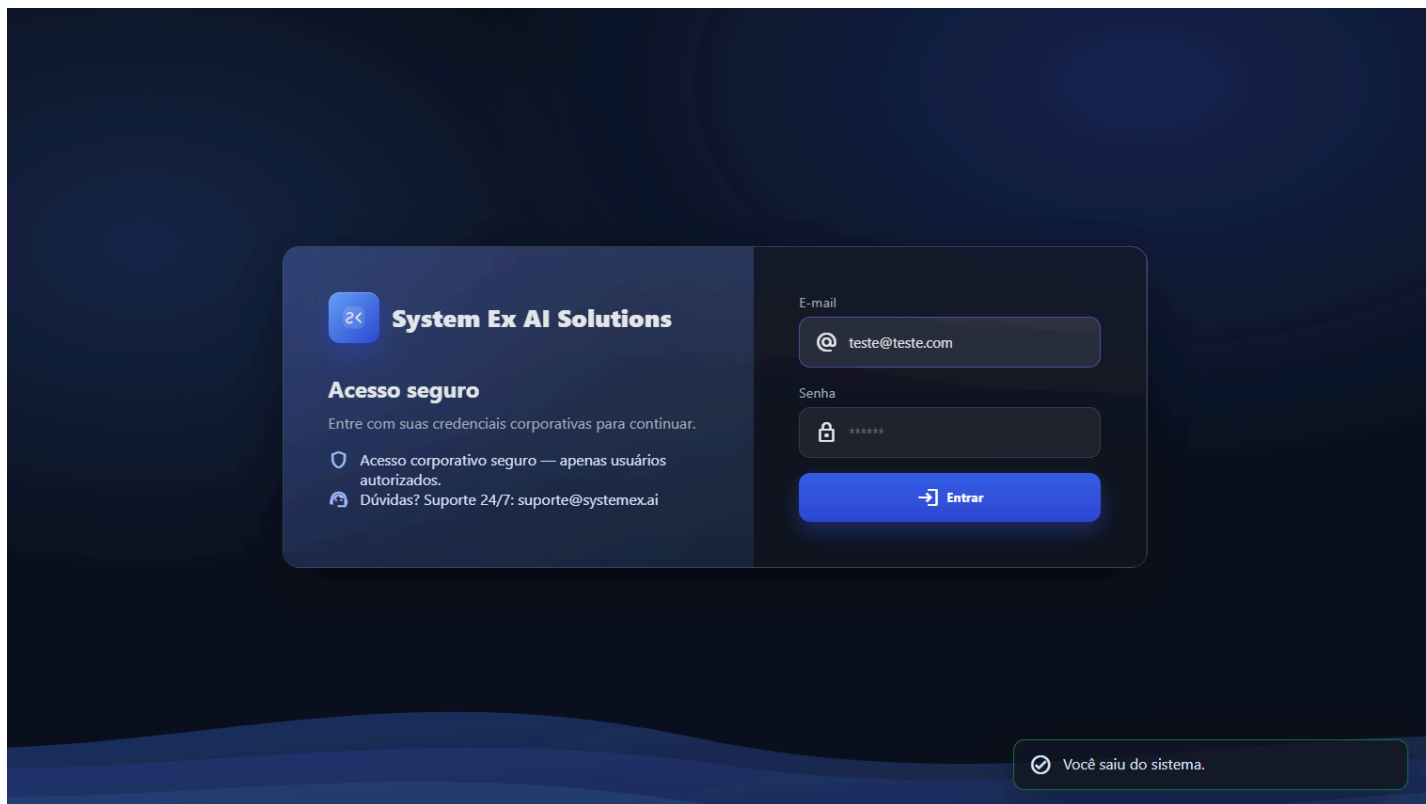 System Ex AI Solutions
Acesso seguro
Entre com suas credenciais corporativas para continuar.
Acesso corporativo seguro — apenas usuários
autorizados.
Dúvidas? Suporte 24/7: suporte@systemex.ai
E-mail
teste@teste.com
Senha
******
Entrar
Você saiu do sistema.